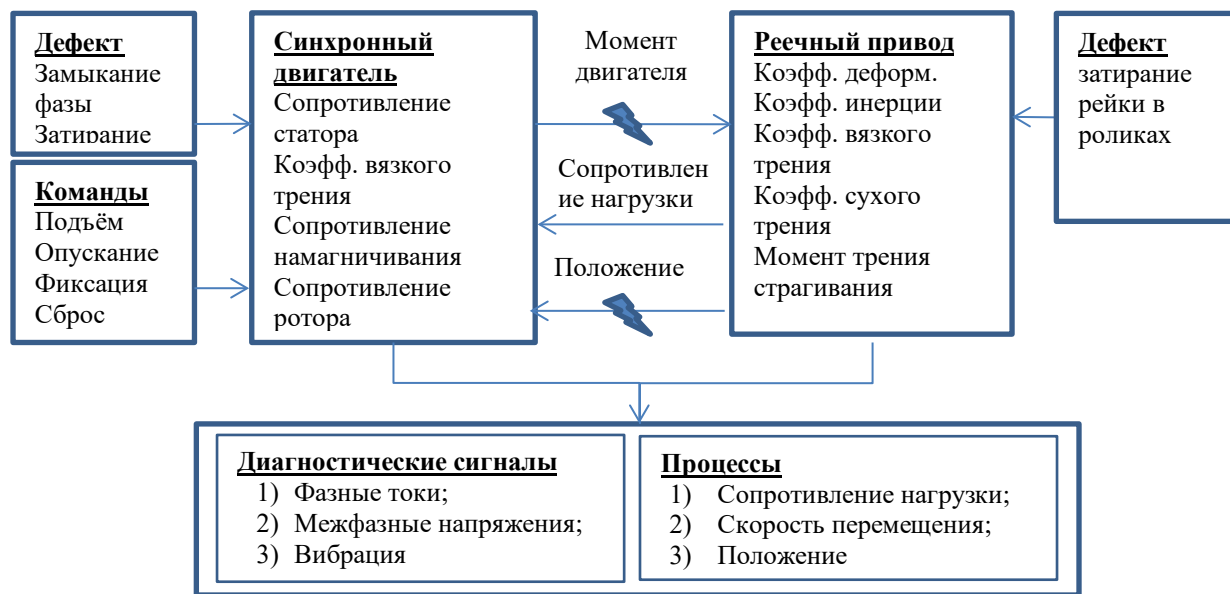 Дефект
Замыкание
фазы
Затирание
Команды
Подъём
Опускание
Фиксация
Сброс
Синхронный
двигатель
Сопротивление
статора
Коэфф. вязкого
трения
Сопротивление
намагничивания
Сопротивление
ротора
Момент
двигателя
Сопротивлен
ие нагрузки
Положение
Реечный привод
Коэфф. деформ.
Коэфф. инерции
Коэфф. вязкого
трения
Коэфф. сухого
трения
Момент трения
страгивания
Дефект
затирание
рейки в
роликах
Диагностические сигналы
1) Фазные токи;
2) Межфазные напряжения;
3) Вибрация
Процессы
1) Сопротивление нагрузки;
2) Скорость перемещения;
3) Положение